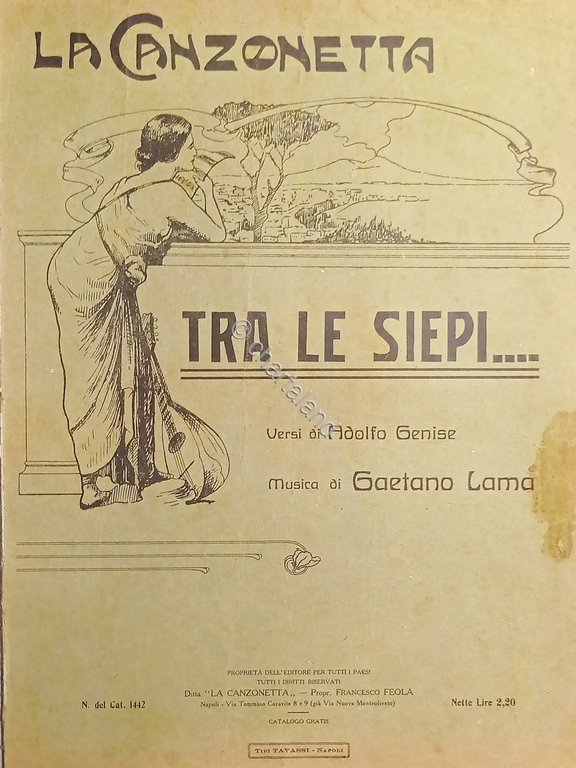 LA CANZONETTA
TRA LE SIEPI....
Versi di Adolfo Genise
Musica di Gaetano Lama
PROPRIETÀ DELL'EDITORE PER TUTTI I PAESI
TUTTI I DIRITTI RISERVATI
Ditta "LA CANZONETTA„ — Propr. FRANCESCO FEOLA
N. del Cat. 1442
Napoli - Via Tommaso Caravita 8 e 9 (già Via Nuova Monteoliveto)
Nette Lire 2,20
CATALOGO GRATIS
TIPI TAVASSI - NAPOLI